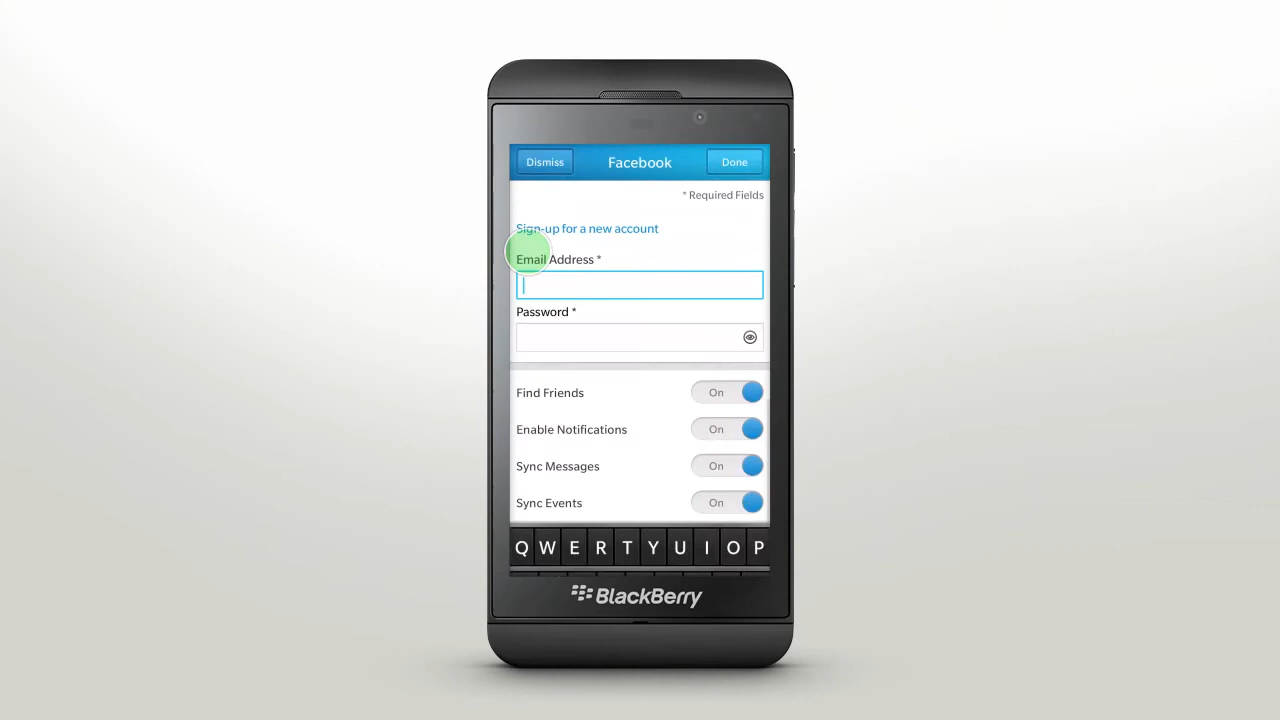 Dismiss Facebook Done
* Required Fields
Sign-up for a new account
Email Address *
Password *
Find Friends On
Enable Notifications On
Sync Messages On
Sync Events On
Q W E R T Y U I O P
BlackBerry